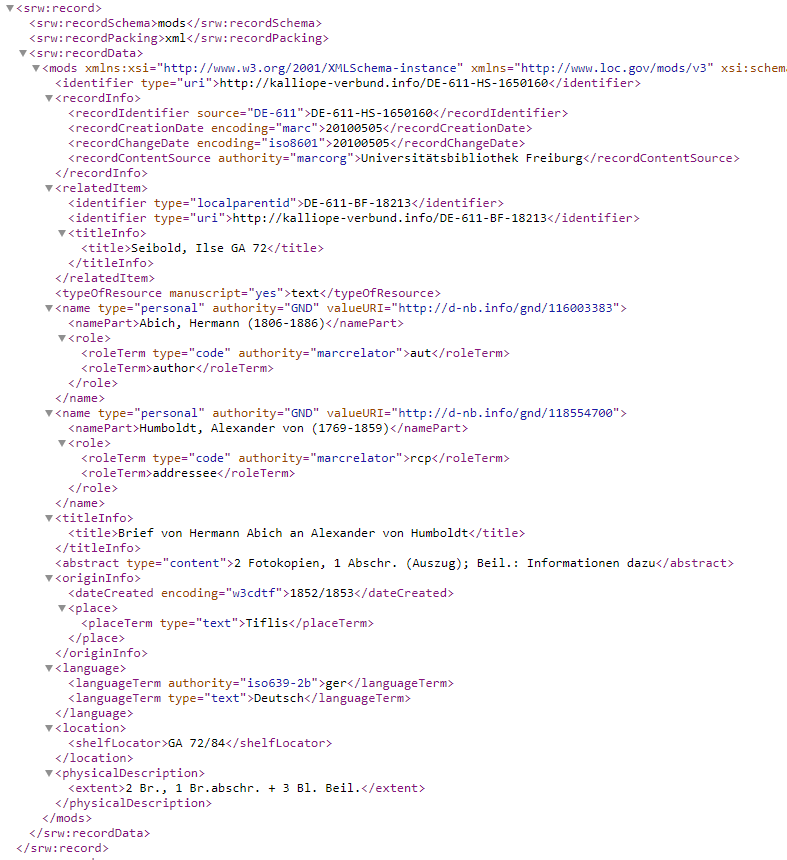 ▼<srw:record>
<srw:recordSchema>mods</srw:recordSchema>
<srw:recordPacking>xml</srw:recordPacking>
▼<srw:recordData>
▼<mods xmlns:xsi="http://www.w3.org/2001/XMLSchema-instance" xmlns="http://www.loc.gov/mods/v3" xsi:schema
<identifier type="uri">http://kalliope-verbund.info/DE-611-HS-1650160</identifier>
▼<recordInfo>
<recordIdentifier source="DE-611">DE-611-HS-1650160</recordIdentifier>
<recordCreationDate encoding="marc">20100505</recordCreationDate>
<recordChangeDate encoding="iso8601">20100505</recordChangeDate>
<recordContentSource authority="marcorg">Universitätsbibliothek Freiburg</recordContentSource>
</recordInfo>
▼<relatedItem>
<identifier type="localparentid">DE-611-BF-18213</identifier>
<identifier type="uri">http://kalliope-verbund.info/DE-611-BF-18213</identifier>
▼<titleInfo>
<title>Seibold, Ilse GA 72</title>
</titleInfo>
</relatedItem>
<typeOfResource manuscript="yes">text</typeOfResource>
▼<name type="personal" authority="GND" valueURI="http://d-nb.info/gnd/116003383">
<namePart>Abich, Hermann (1806-1886)</namePart>
▼<role>
<roleTerm type="code" authority="marcrelator">aut</roleTerm>
<roleTerm>author</roleTerm>
</role>
</name>
▼<name type="personal" authority="GND" valueURI="http://d-nb.info/gnd/118554700">
<namePart>Humboldt, Alexander von (1769-1859)</namePart>
▼<role>
<roleTerm type="code" authority="marcrelator">rcp</roleTerm>
<roleTerm>addressee</roleTerm>
</role>
</name>
▼<titleInfo>
<title>Brief von Hermann Abich an Alexander von Humboldt</title>
</titleInfo>
<abstract type="content">2 Fotokopien, 1 Abschr. (Auszug); Beil.: Informationen dazu</abstract>
▼<originInfo>
<dateCreated encoding="w3cdtf">1852/1853</dateCreated>
▼<place>
<placeTerm type="text">Tiflis</placeTerm>
</place>
</originInfo>
▼<language>
<languageTerm authority="iso639-2b">ger</languageTerm>
<languageTerm type="text">Deutsch</languageTerm>
</language>
▼<location>
<shelfLocator>GA 72/84</shelfLocator>
</location>
▼<physicalDescription>
<extent>2 Br., 1 Br.abschr. + 3 Bl. Beil.</extent>
</physicalDescription>
</mods>
</srw:recordData>
</srw:record>